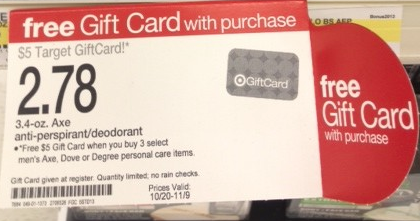 free Gift Card with purchase
$5 Target GiftCard!*
2.78
GiftCard
3.4-oz. Axe
anti-perspirant/deodorant
•*Free $5 Gift Card when you buy 3 select
men's Axe, Dove or Degree personal care items.
Gift Card given at register. Quantity limited; no rain checks.
Prices Valid:
10/20-11/9
free
Gift Card
with purchase